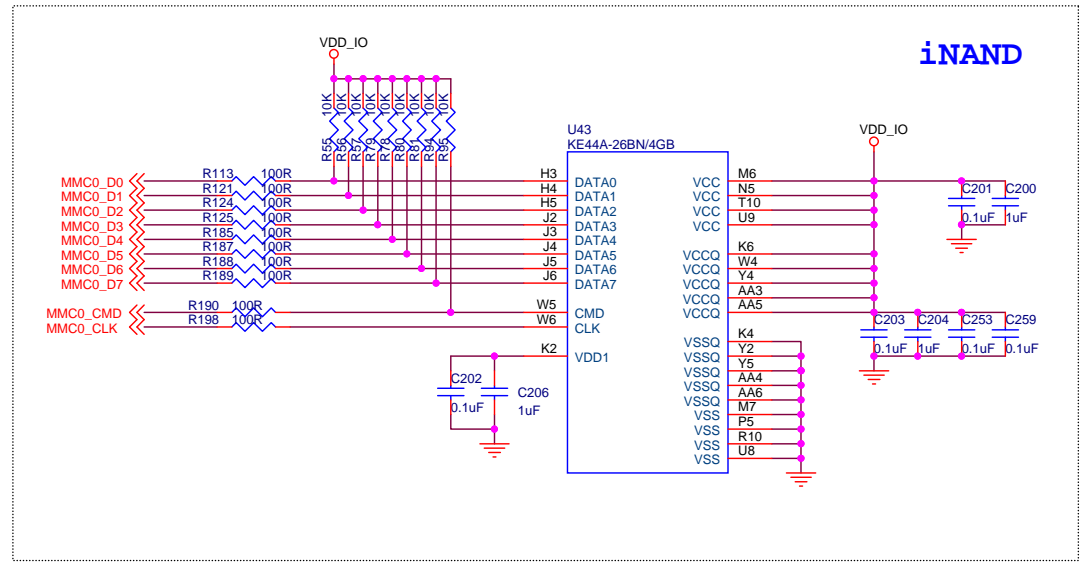 iNAND
VDD_IO
10K 10K 10K 10K 10K 10K 10K 10K 10K
R55 R56 R57 R79 R78 R80 R81 R94 R95
U43
KE44A-26BN/4GB
VDD_IO
MMC0_D0 R113 100R H3 DATA0 VCC M6
MMC0_D1 R121 100R H4 DATA1 VCC N5
MMC0_D2 R124 100R H5 DATA2 VCC T10
MMC0_D3 R125 100R J2 DATA3 VCC U9
MMC0_D4 R185 100R J3 DATA4
MMC0_D5 R187 100R J4 DATA5 VCCQ K6
MMC0_D6 R188 100R J5 DATA6 VCCQ W4
MMC0_D7 R189 100R J6 DATA7 VCCQ Y4
VCCQ AA3
MMC0_CMD R190 100R W5 CMD VCCQ AA5
MMC0_CLK R198 100R W6 CLK
C201 C200
0.1uF 1uF
C203 C204 C253 C259
0.1uF 1uF 0.1uF 0.1uF
K2 VDD1
C202 C206
0.1uF 1uF
VSSQ K4
VSSQ Y2
VSSQ Y5
VSSQ AA4
VSSQ AA6
VSS M7
VSS P5
VSS R10
VSS U8